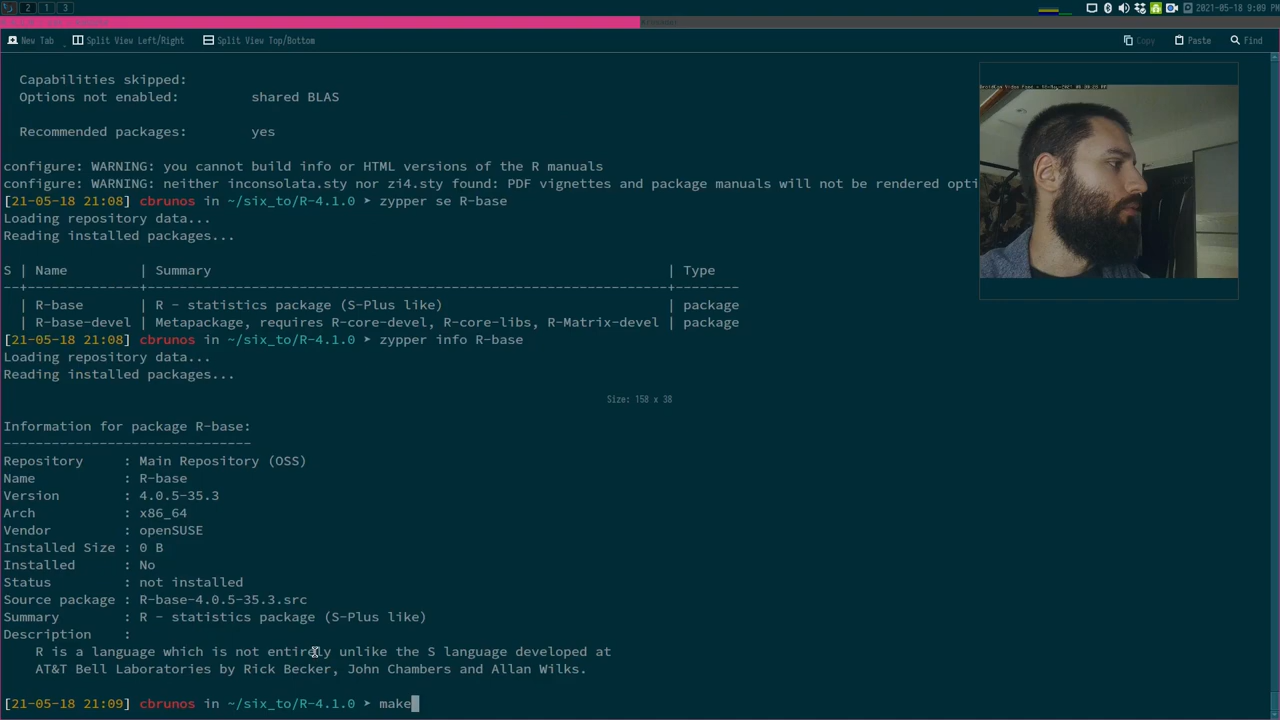 2 1 3
2021-05-18 9:09 PM
New Tab Split View Left/Right Split View Top/Bottom Copy Paste Find
Capabilities skipped:
Options not enabled: shared BLAS
Recommended packages: yes
configure: WARNING: you cannot build info or HTML versions of the R manuals
configure: WARNING: neither inconsolata.sty nor zi4.sty found: PDF vignettes and package manuals will not be rendered opti
[21-05-18 21:08] cbrunos in ~/six_to/R-4.1.0 ➤ zypper se R-base
Loading repository data...
Reading installed packages...
S | Name | Summary | Type
--+--------------+-----------------------------------------------------------------+--------
| R-base | R - statistics package (S-Plus like) | package
| R-base-devel | Metapackage, requires R-core-devel, R-core-libs, R-Matrix-devel | package
[21-05-18 21:08] cbrunos in ~/six_to/R-4.1.0 ➤ zypper info R-base
Loading repository data...
Reading installed packages...
Size: 158 x 38
Information for package R-base:
-------------------------------
Repository : Main Repository (OSS)
Name : R-base
Version : 4.0.5-35.3
Arch : x86_64
Vendor : openSUSE
Installed Size : 0 B
Installed : No
Status : not installed
Source package : R-base-4.0.5-35.3.src
Summary : R - statistics package (S-Plus like)
Description :
R is a language which is not entirely unlike the S language developed at
AT&T Bell Laboratories by Rick Becker, John Chambers and Allan Wilks.
[21-05-18 21:09] cbrunos in ~/six_to/R-4.1.0 ➤ make